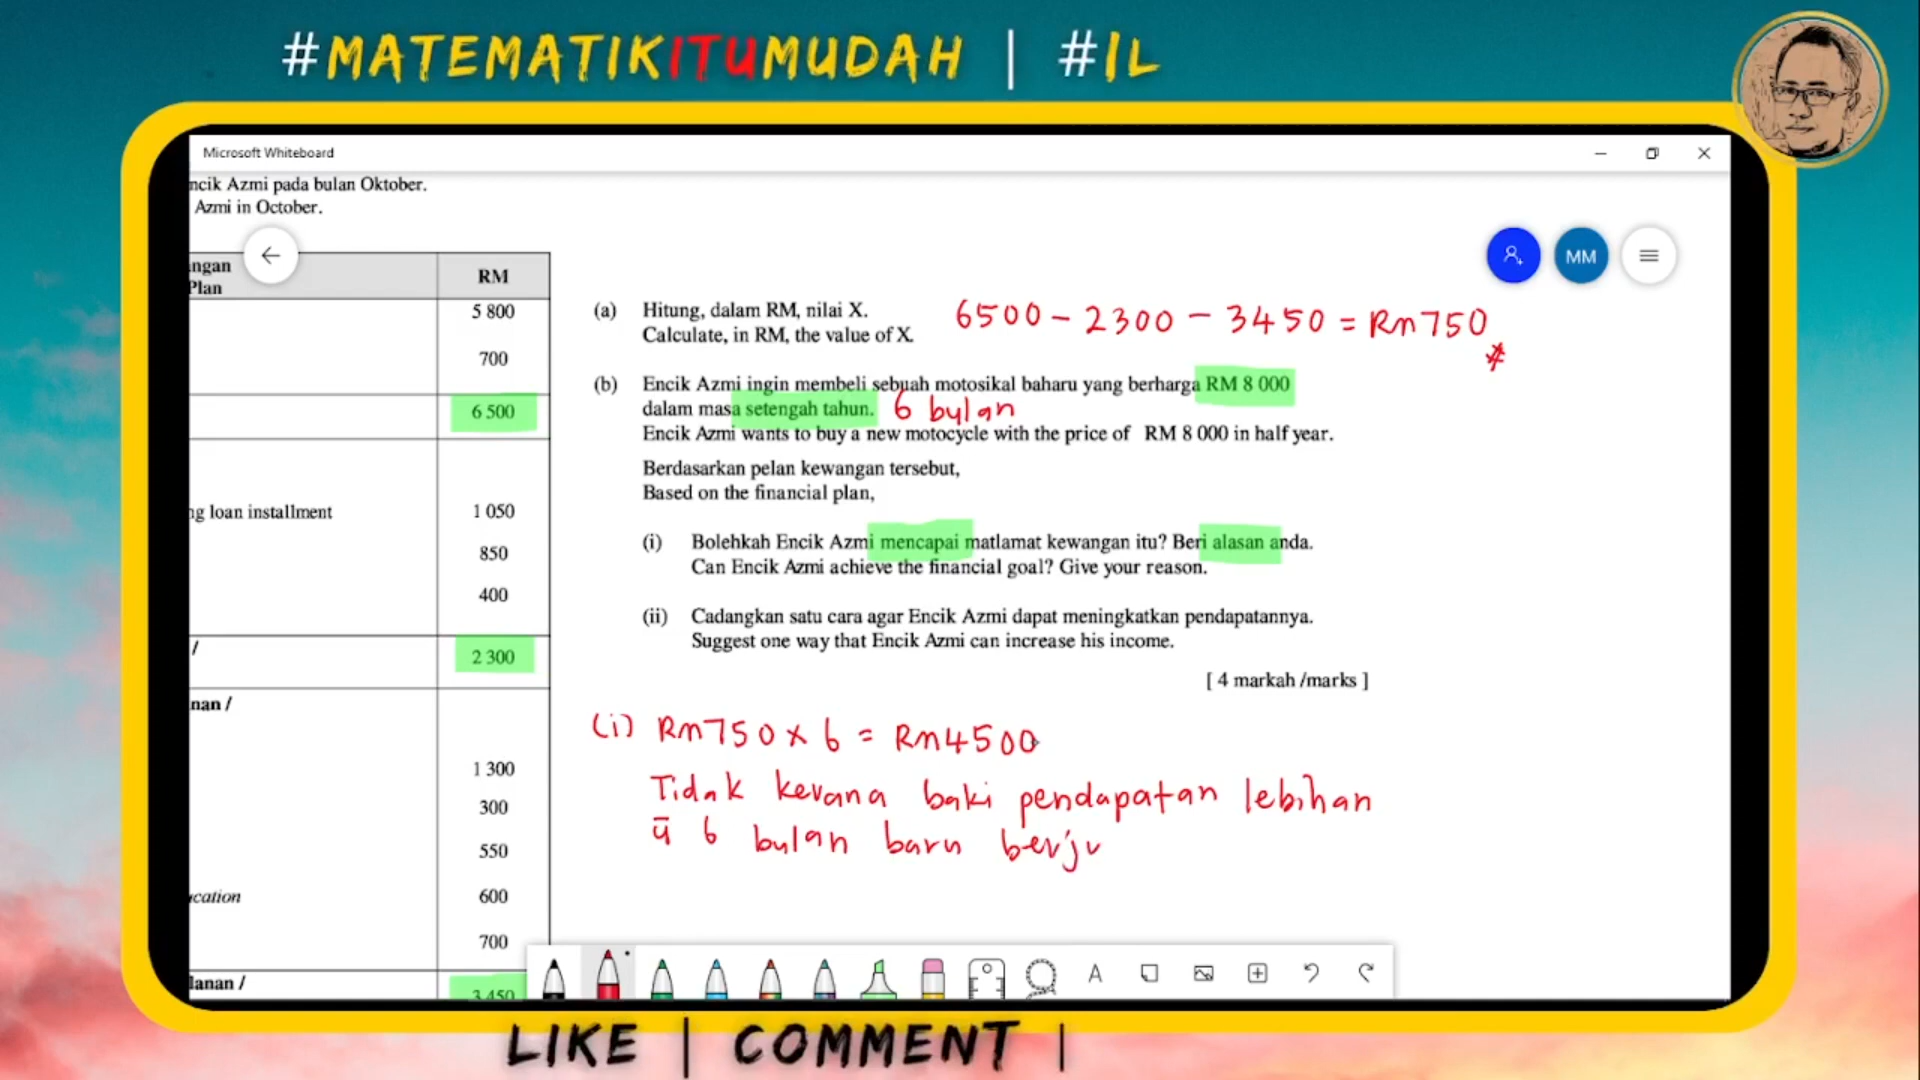 #MATEMATIKITUMUDAH | #IL
Microsoft Whiteboard
ncik Azmi pada bulan Oktober.
Azmi in October.
ngan
Plan
RM
5 800
700
6 500
ng loan installment
1 050
850
400
/
2 300
nan /
1 300
300
550
ucation
600
700
lanan /
3 450
MM
(a) Hitung, dalam RM, nilai X.
Calculate, in RM, the value of X.
6500 - 2300 - 3450 = RM750
(b) Encik Azmi ingin membeli sebuah motosikal baharu yang berharga RM 8 000
dalam masa setengah tahun. 6 bulan
Encik Azmi wants to buy a new motocycle with the price of RM 8 000 in half year.
Berdasarkan pelan kewangan tersebut,
Based on the financial plan,
(i) Bolehkah Encik Azmi mencapai matlamat kewangan itu? Beri alasan anda.
Can Encik Azmi achieve the financial goal? Give your reason.
(ii) Cadangkan satu cara agar Encik Azmi dapat meningkatkan pendapatannya.
Suggest one way that Encik Azmi can increase his income.
[ 4 markah /marks ]
(i) RM750 x 6 = RM4500
Tidak kerana baki pendapatan lebihan
ū 6 bulan baru berju
A
LIKE | COMMENT |